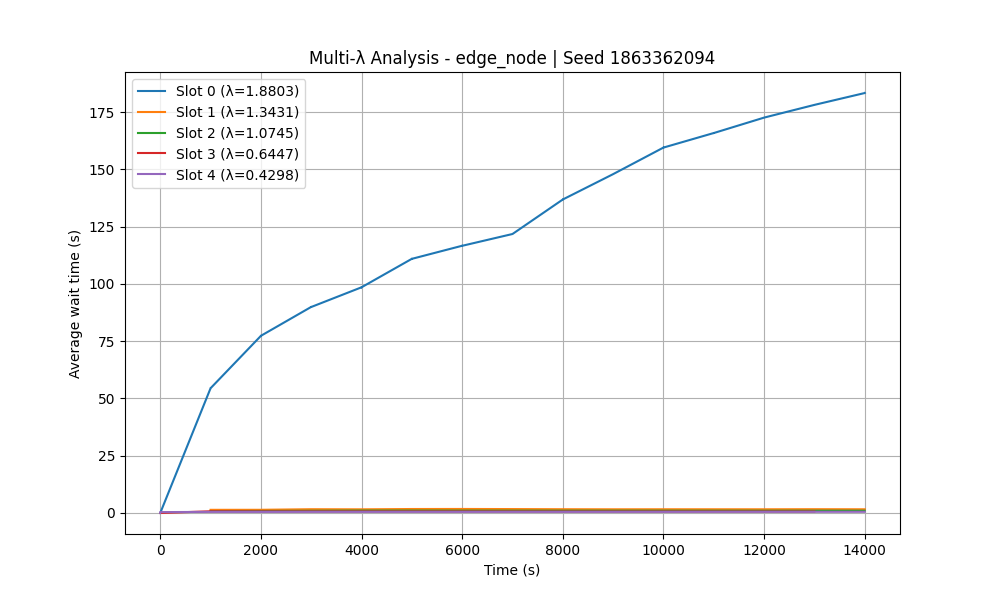 Multi-λ Analysis - edge_node | Seed 1863362094
Slot 0 (λ=1.8803)
Slot 1 (λ=1.3431)
Slot 2 (λ=1.0745)
Slot 3 (λ=0.6447)
Slot 4 (λ=0.4298)
Average wait time (s)
175
150
125
100
75
50
25
0
0 2000 4000 6000 8000 10000 12000 14000
Time (s)